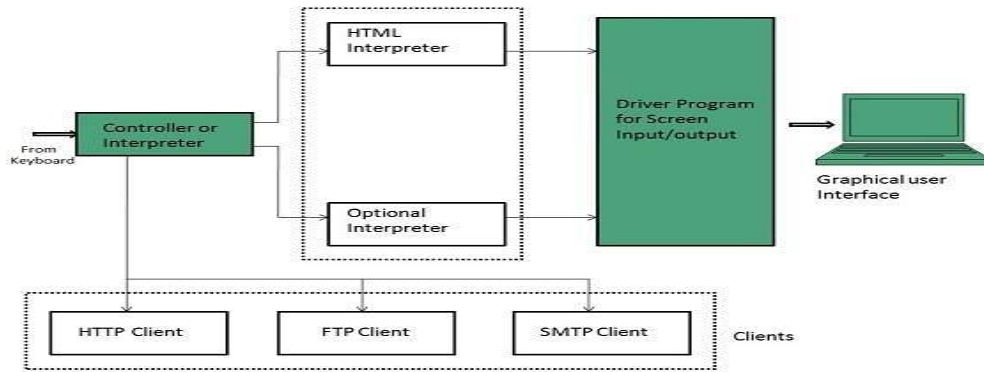 HTML
Interpreter
Driver Program
for Screen
Input/output
Controller or
Interpreter
From
Keyboard
Graphical user
Interface
Optional
Interpreter
HTTP Client
FTP Client
SMTP Client
Clients